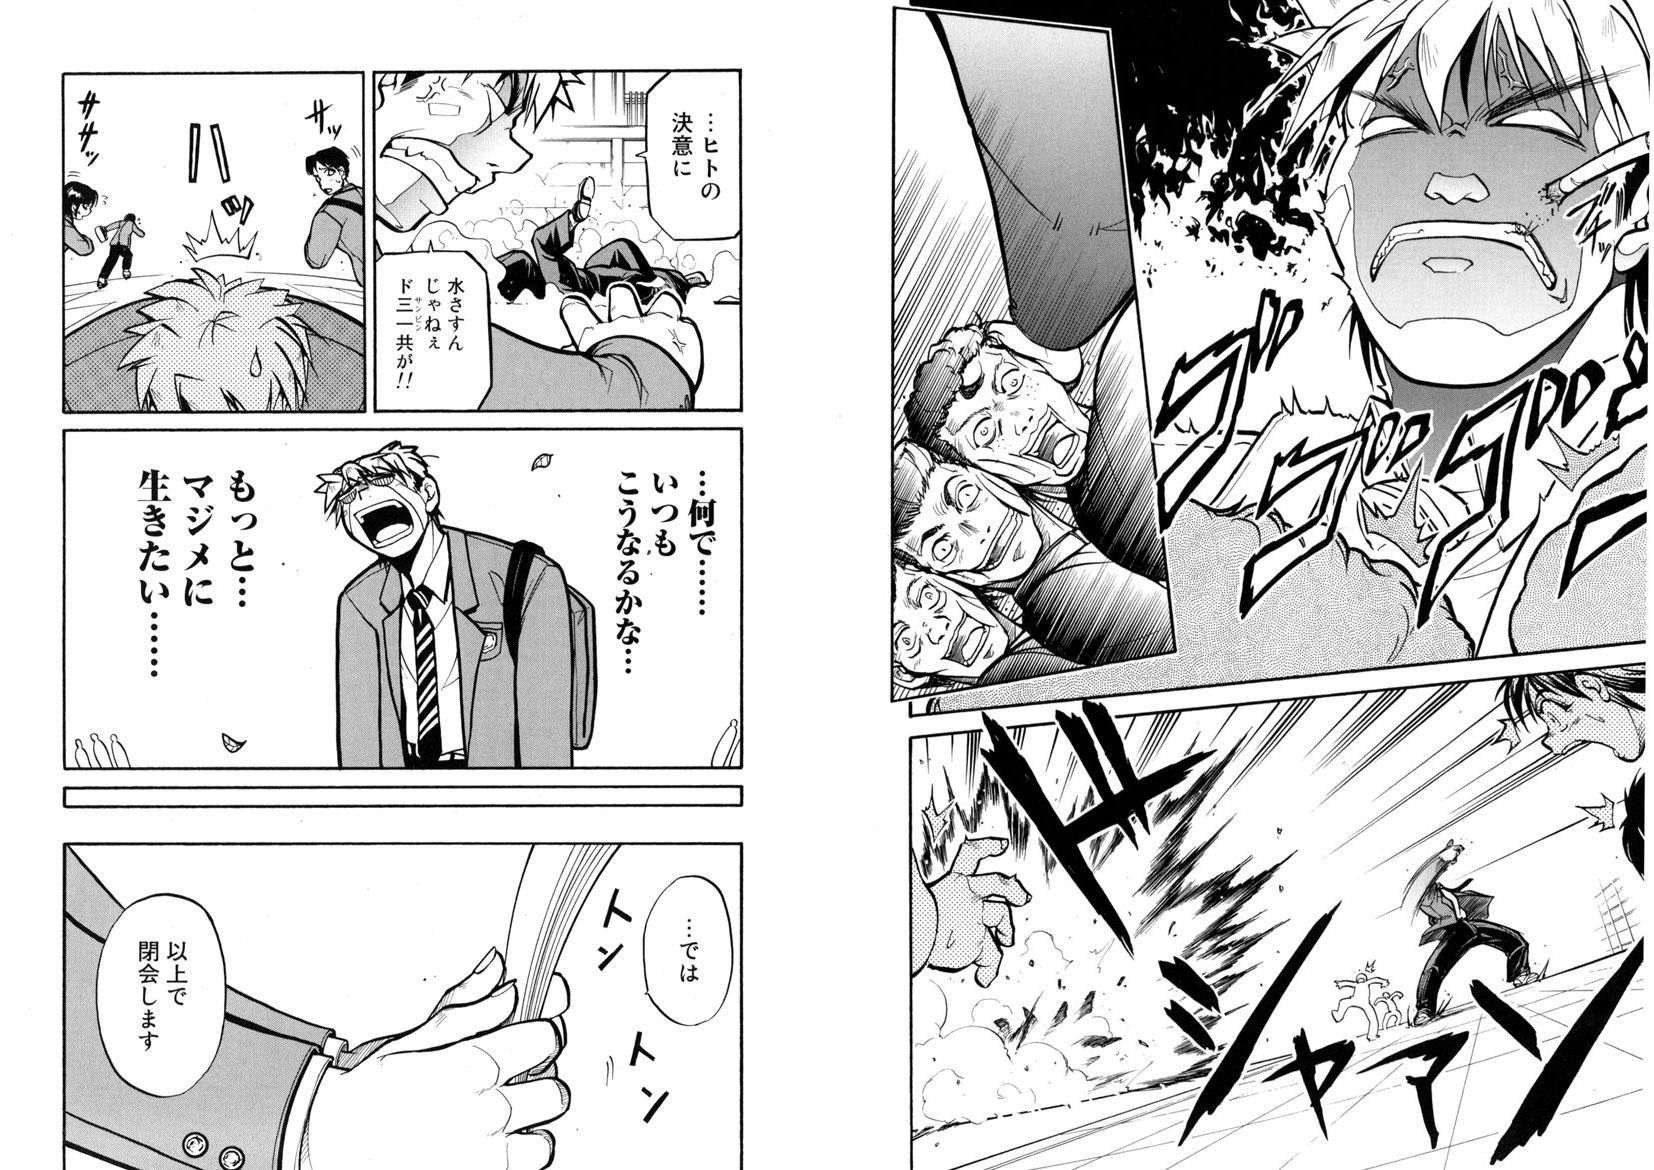 ギッ
ゴゴゴゴ
ドシャアン
…ヒトの
決意に
水さすん
じゃねぇ
ド三一共が!!
サンピン
ザッ
ザザッ
…何で……
いつも
こうなるかな…
もっと…
マジメに
生きたい……
…では
トン
トン
以上で
閉会します